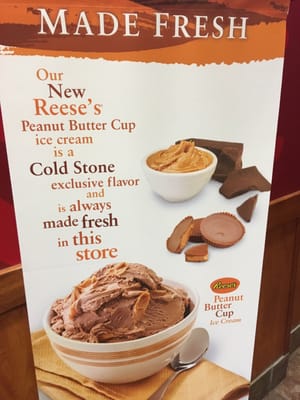 MADE FRESH
Our
New
Reese's
Peanut Butter Cup
ice cream
is a
Cold Stone
exclusive flavor
and
is always
made fresh
in this
store
Reese's
Peanut
Butter
Cup
Ice Cream